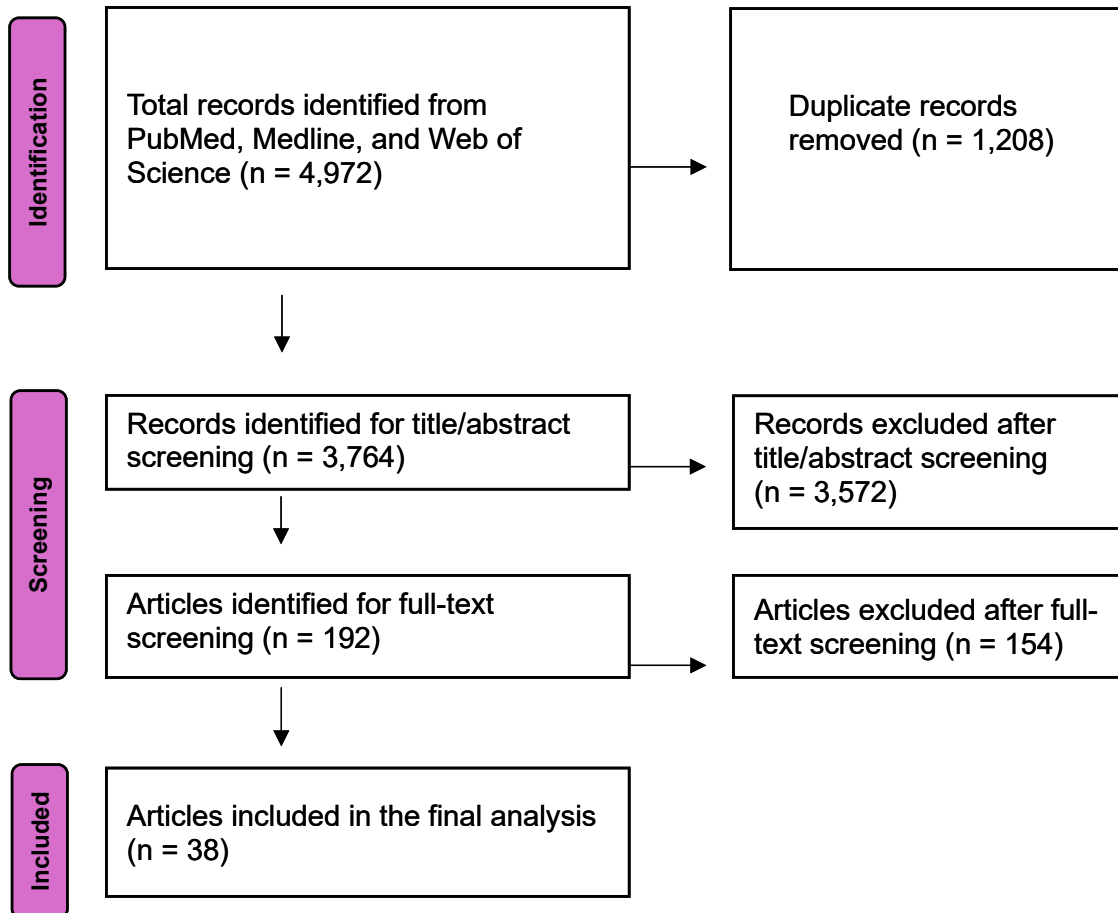 Identification
Total records identified from
PubMed, Medline, and Web of
Science (n = 4,972)
Duplicate records
removed (n = 1,208)
Screening
Records identified for title/abstract
screening (n = 3,764)
Records excluded after
title/abstract screening
(n = 3,572)
Articles identified for full-text
screening (n = 192)
Articles excluded after full-
text screening (n = 154)
Included
Articles included in the final analysis
(n = 38)